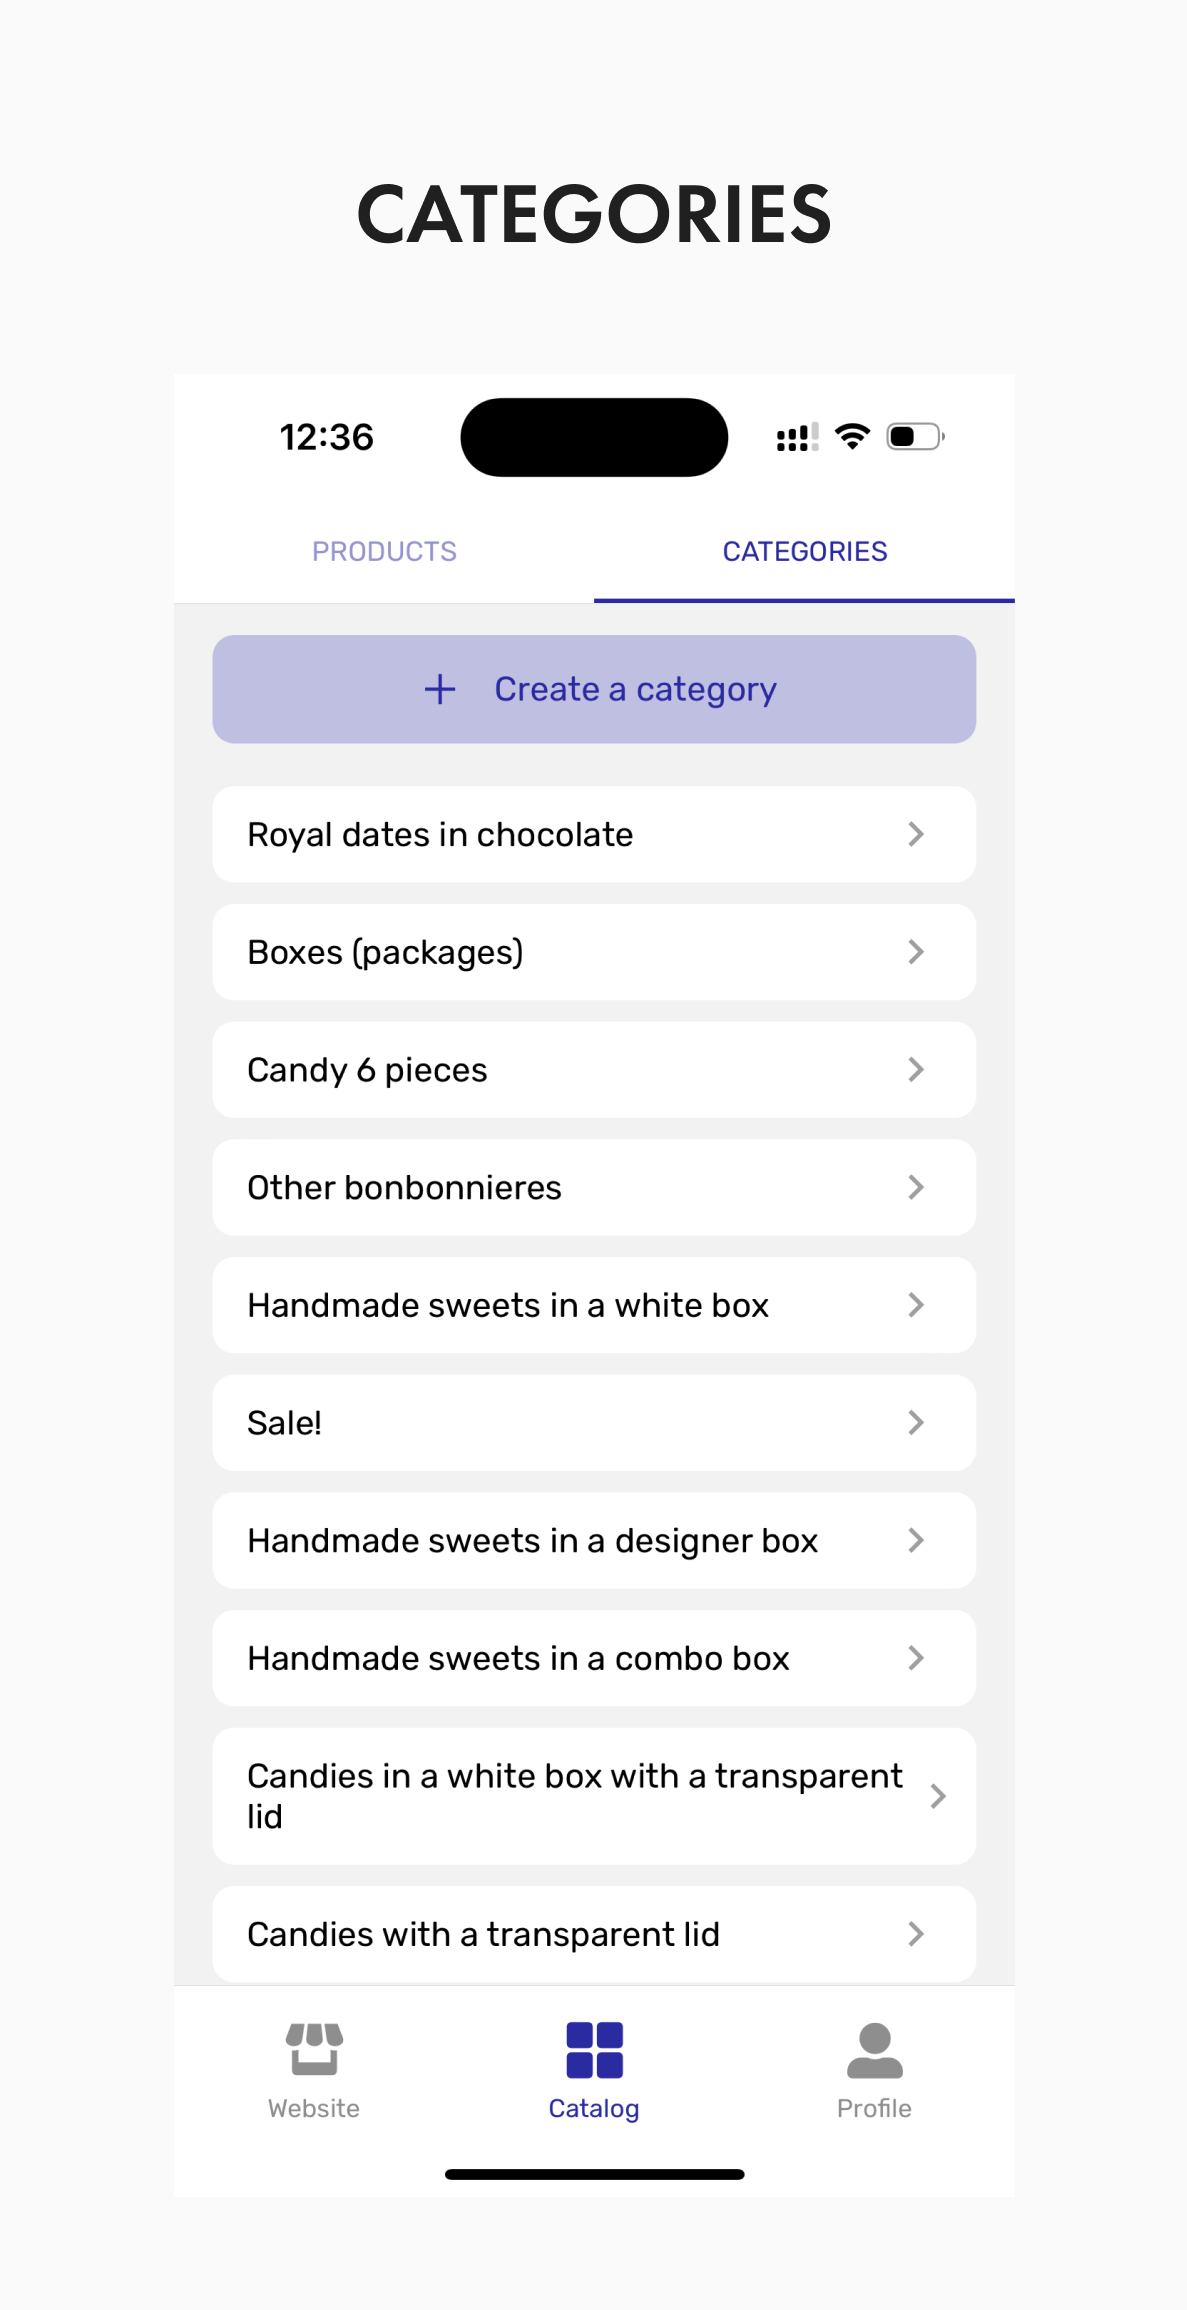 CATEGORIES
12:36
PRODUCTS
CATEGORIES
+ Create a category
Royal dates in chocolate
Boxes (packages)
Candy 6 pieces
Other bonbonnieres
Handmade sweets in a white box
Sale!
Handmade sweets in a designer box
Handmade sweets in a combo box
Candies in a white box with a transparent
lid
Candies with a transparent lid
Website
Catalog
Profile